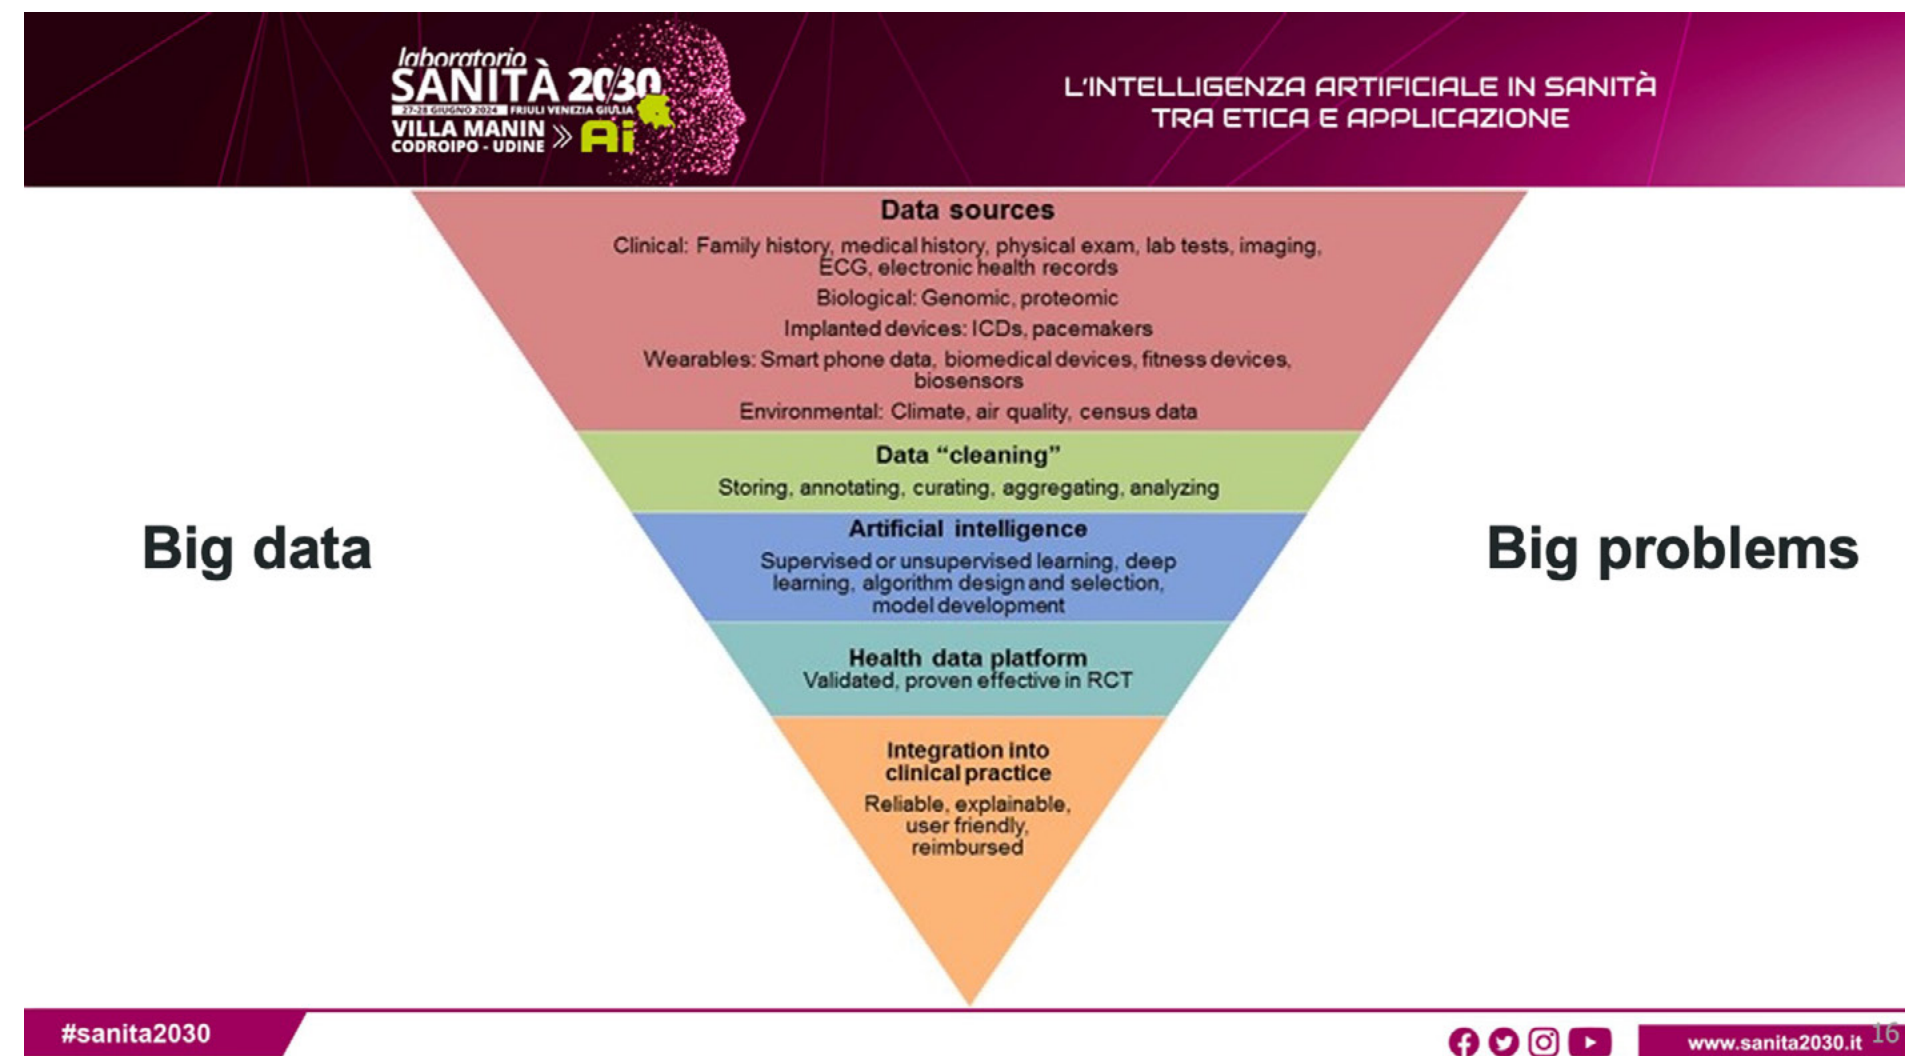 laboratorio
SANITÀ 2030
27-28 GIUGNO 2024 FRIULI VENEZIA GIULIA
VILLA MANIN
CODROIPO - UDINE
Ai
L'INTELLIGENZA ARTIFICIALE IN SANITÀ
TRA ETICA E APPLICAZIONE
Data sources
Clinical: Family history, medical history, physical exam, lab tests, imaging,
ECG, electronic health records
Biological: Genomic, proteomic
Implanted devices: ICDs, pacemakers
Wearables: Smart phone data, biomedical devices, fitness devices,
biosensors
Environmental: Climate, air quality, census data
Data “cleaning”
Storing, annotating, curating, aggregating, analyzing
Artificial intelligence
Supervised or unsupervised learning, deep
learning, algorithm design and selection,
model development
Big data
Big problems
Health data platform
Validated, proven effective in RCT
Integration into
clinical practice
Reliable, explainable,
user friendly,
reimbursed
#sanita2030
www.sanita2030.it
16